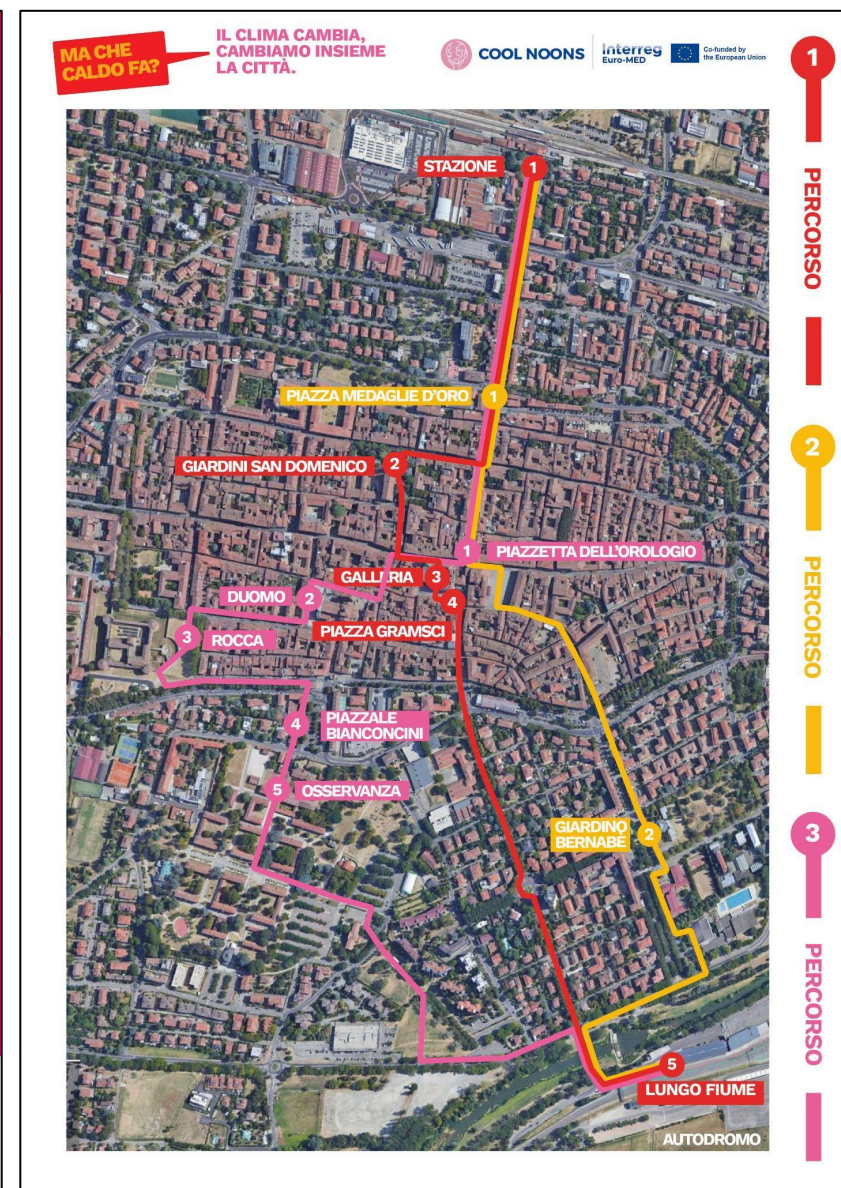 MA CHE
CALDO FA?
IL CLIMA CAMBIA,
CAMBIAMO INSIEME
LA CITTÀ.
COOL NOONS
Interreg
Euro-MED
Co-funded by
the European Union
1
PERCORSO
2
PERCORSO
3
PERCORSO
STAZIONE 1
PIAZZA MEDAGLIE D'ORO 1
GIARDINI SAN DOMENICO 2
1 PIAZZETTA DELL'OROLOGIO
GALLERIA 3
DUOMO 2
4
PIAZZA GRAMSCI
3 ROCCA
4 PIAZZALE
BIANCONCINI
5 OSSERVANZA
GIARDINO
BERNABÈ 2
5
LUNGO FIUME
AUTODROMO